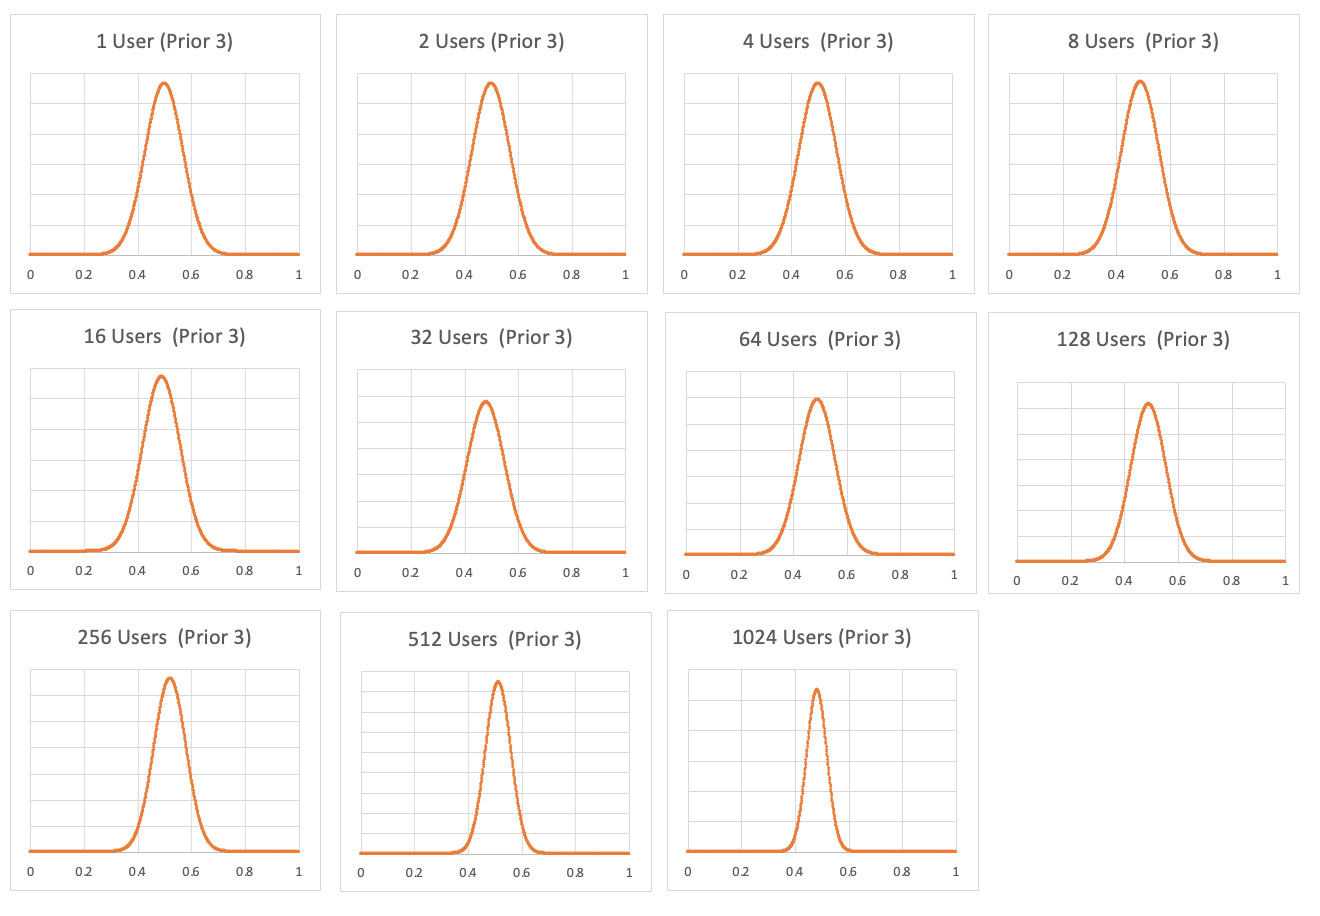 1 User (Prior 3)
0 0.2 0.4 0.6 0.8 1
2 Users (Prior 3)
0 0.2 0.4 0.6 0.8 1
4 Users  (Prior 3)
0 0.2 0.4 0.6 0.8 1
8 Users  (Prior 3)
0 0.2 0.4 0.6 0.8 1
16 Users  (Prior 3)
0 0.2 0.4 0.6 0.8 1
32 Users  (Prior 3)
0 0.2 0.4 0.6 0.8 1
64 Users  (Prior 3)
0 0.2 0.4 0.6 0.8 1
128 Users  (Prior 3)
0 0.2 0.4 0.6 0.8 1
256 Users  (Prior 3)
0 0.2 0.4 0.6 0.8 1
512 Users  (Prior 3)
0 0.2 0.4 0.6 0.8 1
1024 Users (Prior 3)
0 0.2 0.4 0.6 0.8 1